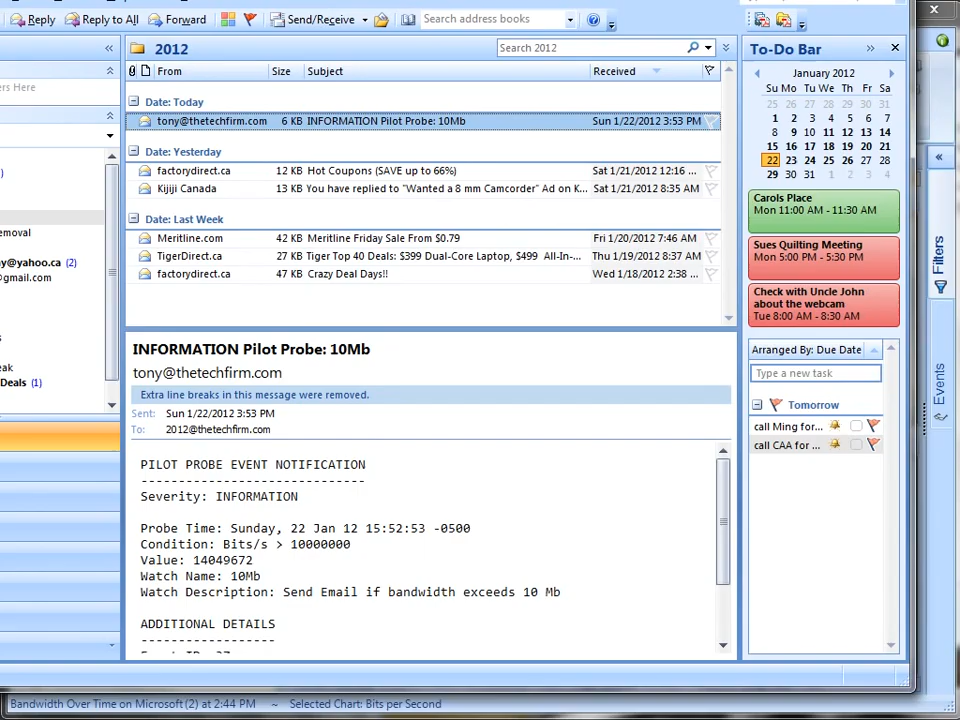 Reply Reply to All Forward Send/Receive Search address books
ers Here
)
emoval
y@yahoo.ca (2)
@gmail.com
s
eak
Deals (1)
2012 Search 2012
From Size Subject Received
Date: Today
tony@thetechfirm.com 6 KB INFORMATION Pilot Probe: 10Mb Sun 1/22/2012 3:53 PM
Date: Yesterday
factorydirect.ca 12 KB Hot Coupons (SAVE up to 66%) Sat 1/21/2012 12:16 ...
Kijiji Canada 13 KB You have replied to "Wanted a 8 mm Camcorder" Ad on K... Sat 1/21/2012 8:35 AM
Date: Last Week
Meritline.com 42 KB Meritline Friday Sale From $0.79 Fri 1/20/2012 7:46 AM
TigerDirect.ca 27 KB Tiger Top 40 Deals: $399 Dual-Core Laptop, $499 All-In-... Thu 1/19/2012 8:37 AM
factorydirect.ca 47 KB Crazy Deal Days!! Wed 1/18/2012 2:38 ...
INFORMATION Pilot Probe: 10Mb
tony@thetechfirm.com
Extra line breaks in this message were removed.
Sent: Sun 1/22/2012 3:53 PM
To: 2012@thetechfirm.com
PILOT PROBE EVENT NOTIFICATION
------------------------------
Severity: INFORMATION
Probe Time: Sunday, 22 Jan 12 15:52:53 -0500
Condition: Bits/s > 10000000
Value: 14049672
Watch Name: 10Mb
Watch Description: Send Email if bandwidth exceeds 10 Mb
ADDITIONAL DETAILS
------------------
To-Do Bar
January 2012
Su Mo Tu We Th Fr Sa
25 26 27 28 29 30 31
1 2 3 4 5 6 7
8 9 10 11 12 13 14
15 16 17 18 19 20 21
22 23 24 25 26 27 28
29 30 31 1 2 3 4
Carols Place
Mon 11:00 AM - 11:30 AM
Sues Quilting Meeting
Mon 5:00 PM - 5:30 PM
Check with Uncle John
about the webcam
Tue 8:00 AM - 8:30 AM
Arranged By: Due Date
Type a new task
Tomorrow
call Ming for...
call CAA for ...
Filters
Events
Bandwidth Over Time on Microsoft(2) at 2:44 PM ~ Selected Chart: Bits per Second